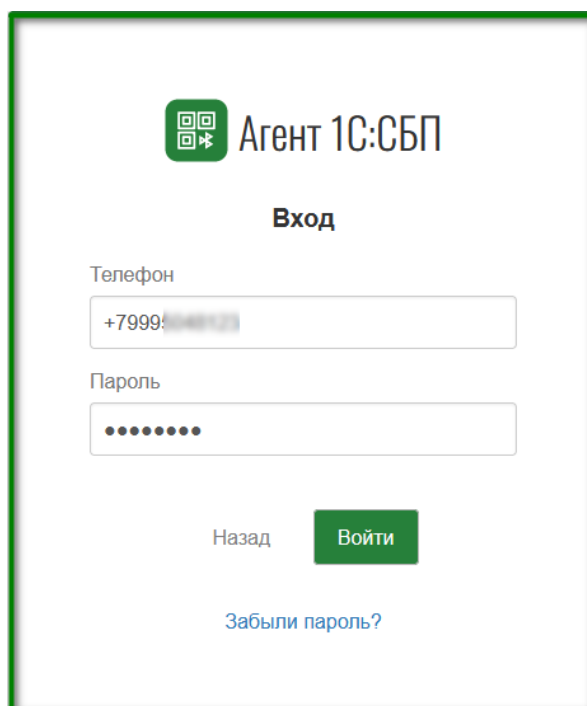 Агент 1С:СБП
Вход
Телефон
+7999
Пароль
••••••••
Назад Войти
Забыли пароль?